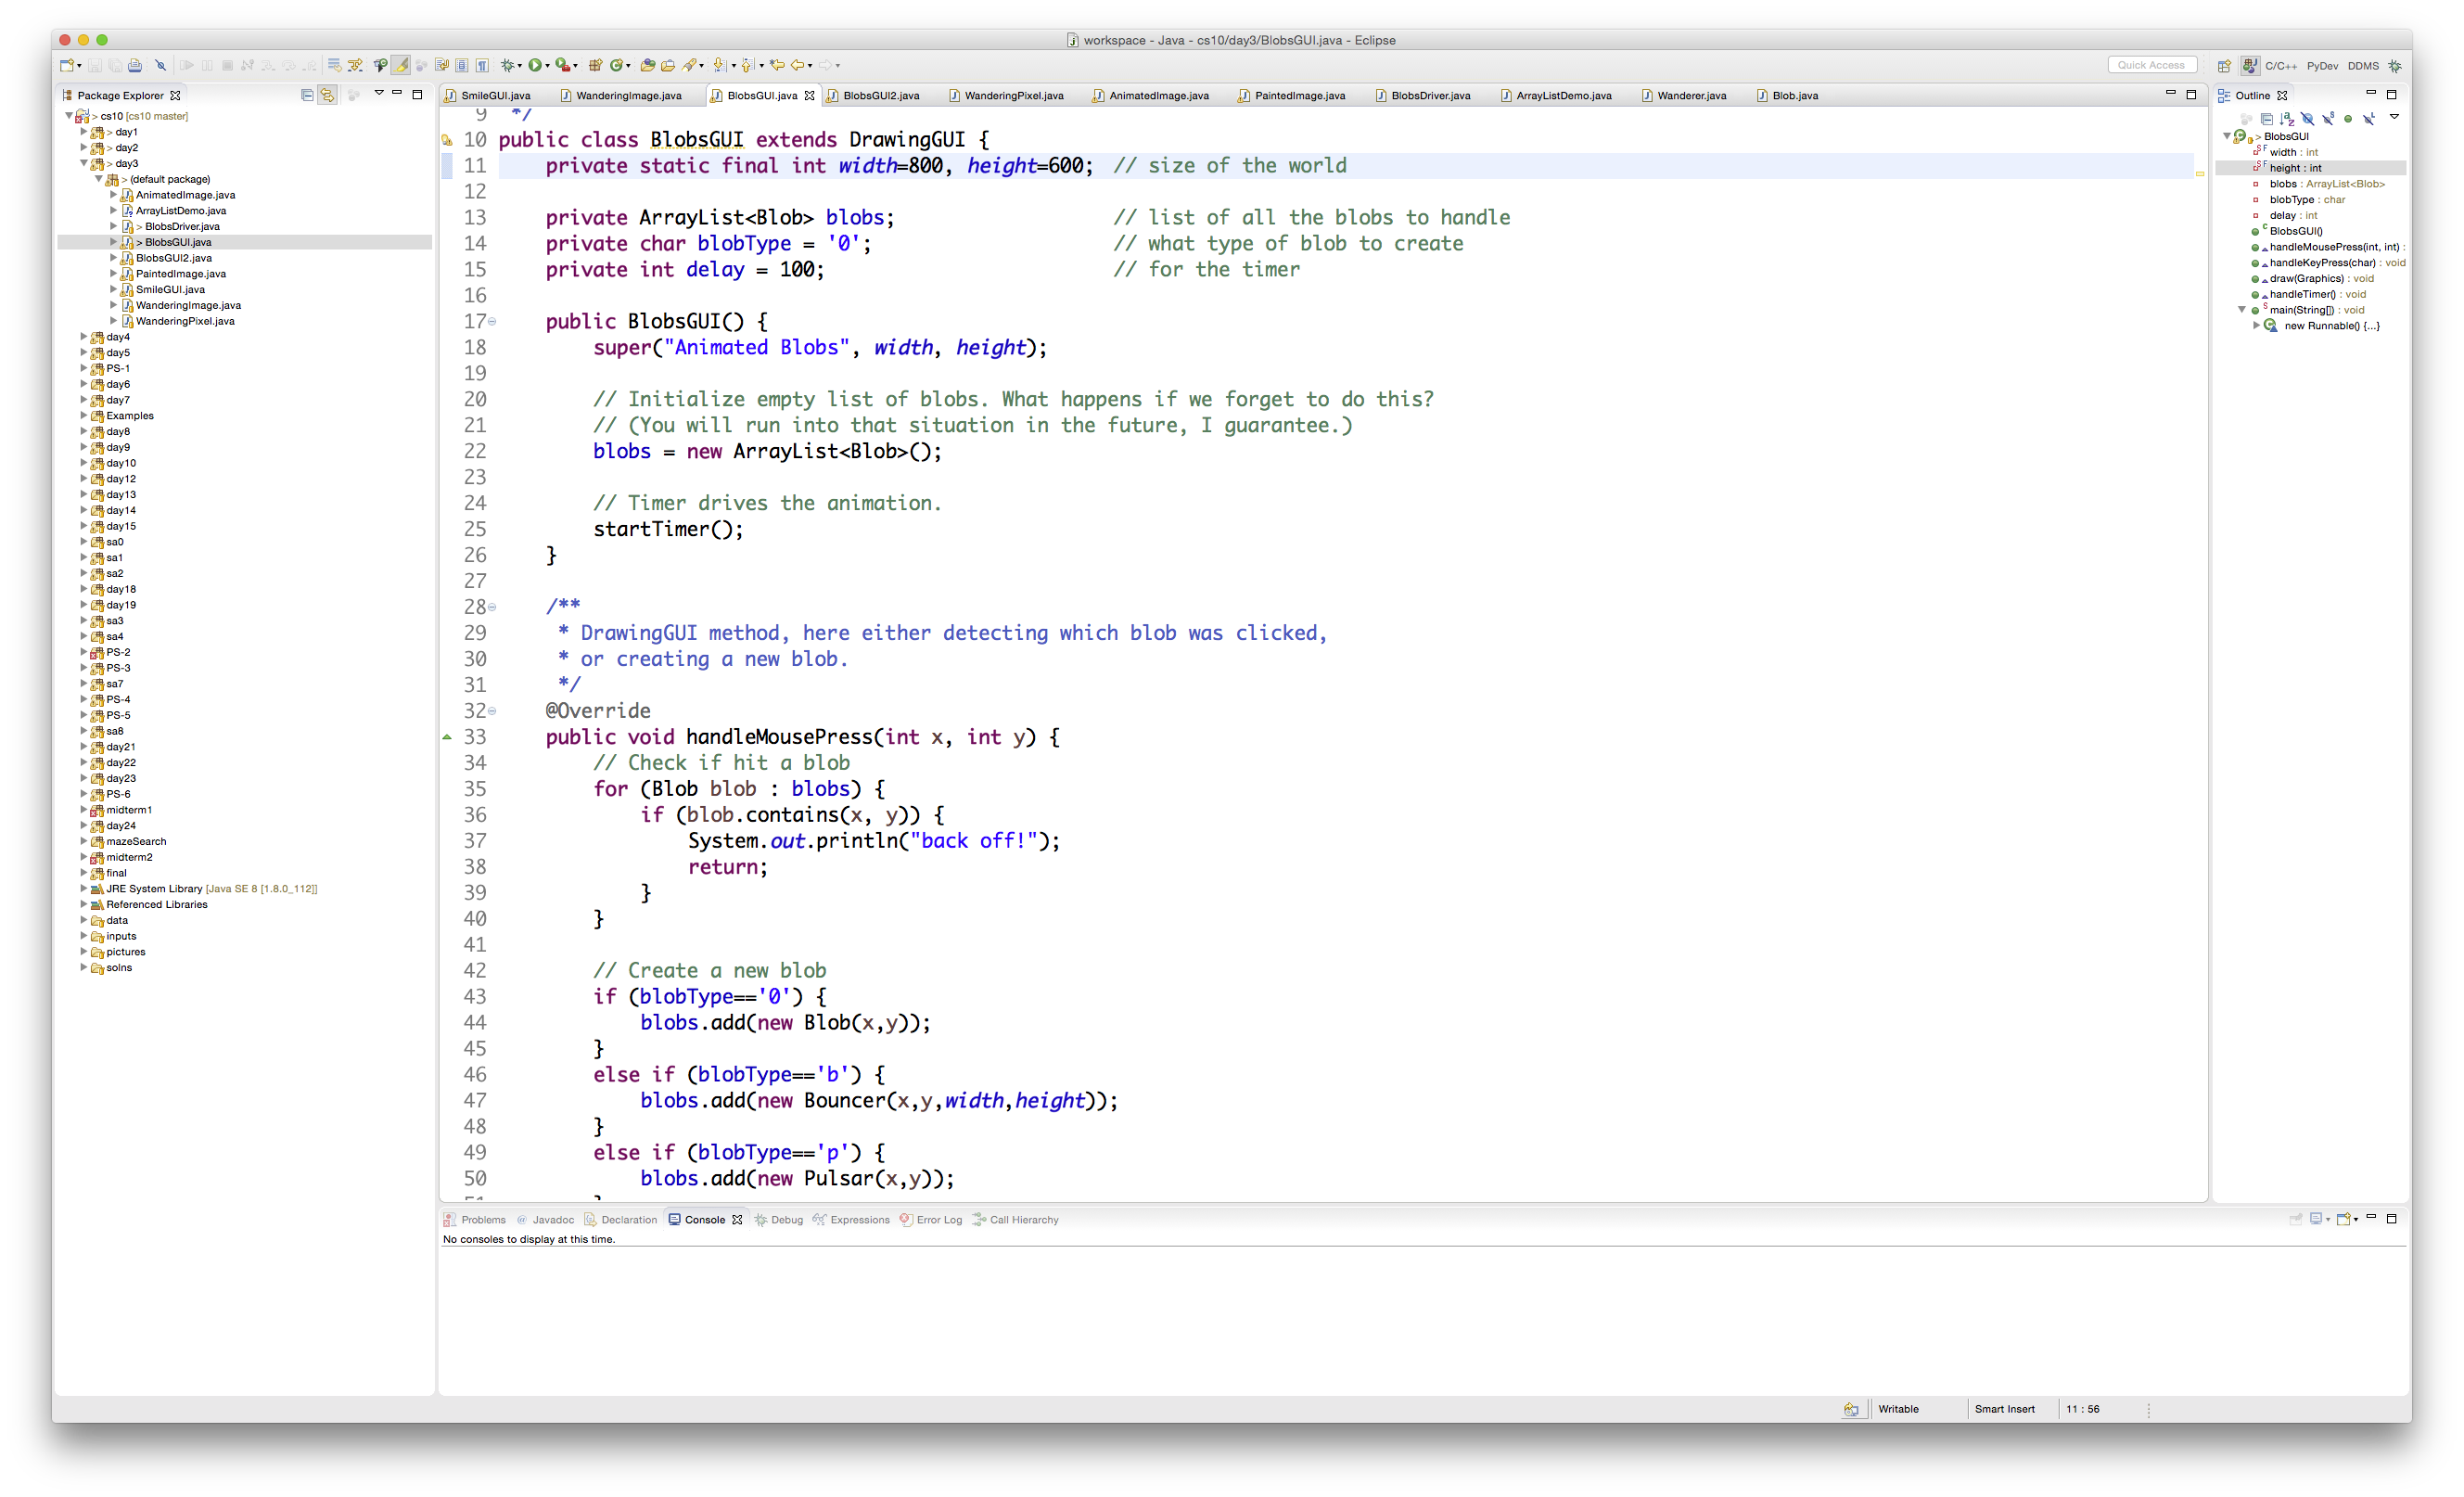 workspace - Java - cs10/day3/BlobsGUI.java - Eclipse
Quick Access
C/C++ PyDev DDMS
Package Explorer
> cs10 [cs10 master]
> day1
> day2
> day3
> (default package)
AnimatedImage.java
ArrayListDemo.java
> BlobsDriver.java
> BlobsGUI.java
BlobsGUI2.java
PaintedImage.java
SmileGUI.java
WanderingImage.java
WanderingPixel.java
day4
day5
PS-1
day6
day7
Examples
day8
day9
day10
day12
day13
day14
day15
sa0
sa1
sa2
day18
day19
sa3
sa4
PS-2
PS-3
sa7
PS-4
PS-5
sa8
day21
day22
day23
PS-6
midterm1
day24
mazeSearch
midterm2
final
JRE System Library [Java SE 8 [1.8.0_112]]
Referenced Libraries
data
inputs
pictures
solns
SmileGUI.java WanderingImage.java BlobsGUI.java BlobsGUI2.java WanderingPixel.java AnimatedImage.java PaintedImage.java BlobsDriver.java ArrayListDemo.java Wanderer.java Blob.java
9 */
10 public class BlobsGUI extends DrawingGUI {
11 private static final int width=800, height=600; // size of the world
12
13 private ArrayList<Blob> blobs; // list of all the blobs to handle
14 private char blobType = '0'; // what type of blob to create
15 private int delay = 100; // for the timer
16
17 public BlobsGUI() {
18 super("Animated Blobs", width, height);
19
20 // Initialize empty list of blobs. What happens if we forget to do this?
21 // (You will run into that situation in the future, I guarantee.)
22 blobs = new ArrayList<Blob>();
23
24 // Timer drives the animation.
25 startTimer();
26 }
27
28 /**
29 * DrawingGUI method, here either detecting which blob was clicked,
30 * or creating a new blob.
31 */
32 @Override
33 public void handleMousePress(int x, int y) {
34 // Check if hit a blob
35 for (Blob blob : blobs) {
36 if (blob.contains(x, y)) {
37 System.out.println("back off!");
38 return;
39 }
40 }
41
42 // Create a new blob
43 if (blobType=='0') {
44 blobs.add(new Blob(x,y));
45 }
46 else if (blobType=='b') {
47 blobs.add(new Bouncer(x,y,width,height));
48 }
49 else if (blobType=='p') {
50 blobs.add(new Pulsar(x,y));
Outline
> BlobsGUI
width : int
height : int
blobs : ArrayList<Blob>
blobType : char
delay : int
BlobsGUI()
handleMousePress(int, int) :
handleKeyPress(char) : void
draw(Graphics) : void
handleTimer() : void
main(String[]) : void
new Runnable() {...}
Problems @ Javadoc Declaration Console Debug Expressions Error Log Call Hierarchy
No consoles to display at this time.
Writable Smart Insert 11 : 56